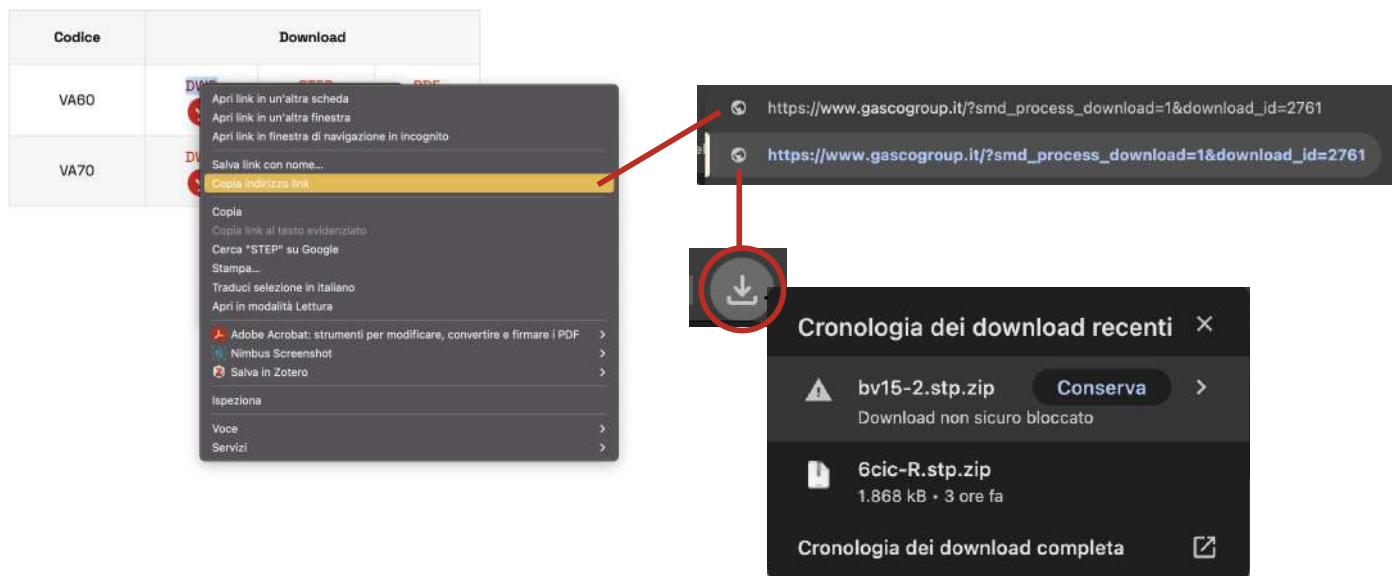 Codice Download
VA60
VA70
Apri link in un'altra scheda
Apri link in un'altra finestra
Apri link in finestra di navigazione in incognito
Salva link con nome...
Copia indirizzo link
Copia
Copia link al testo evidenziato
Cerca "STEP" su Google
Stampa...
Traduci selezione in italiano
Apri in modalità Lettura
Adobe Acrobat: strumenti per modificare, convertire e firmare i PDF
Nimbus Screenshot
Salva in Zotero
Ispeziona
Voce
Servizi
https://www.gascogroup.it/?smd_process_download=1&download_id=2761
https://www.gascogroup.it/?smd_process_download=1&download_id=2761
Cronologia dei download recenti
bv15-2.stp.zip Conserva
Download non sicuro bloccato
6cic-R.stp.zip
1.868 kB • 3 ore fa
Cronologia dei download completa